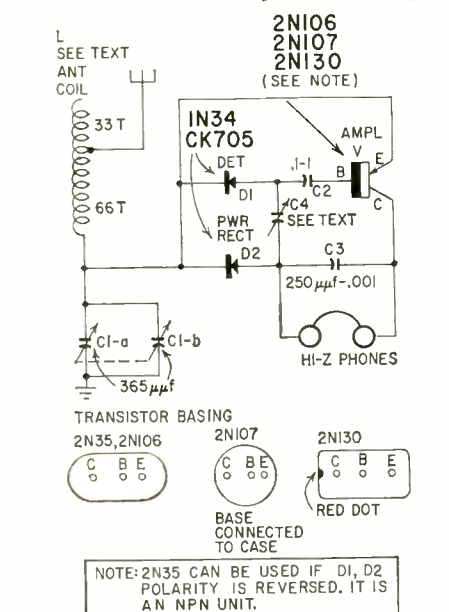 L
SEE TEXT
ANT
COIL
33T
66T
2N106
2N107
2N130
(SEE NOTE)
1N34
CK705
DET
D1
PWR
RECT
D2
.1-1
C2
AMPL
V
B
E
C
C4
SEE TEXT
C3
250µµf-.001
HI-Z PHONES
C1-a
C1-b
365µµf
TRANSISTOR BASING
2N35,2N106
C B E
2N107
C B E
BASE
CONNECTED
TO CASE
2N130
C B E
RED DOT
NOTE: 2N35 CAN BE USED IF D1, D2
POLARITY IS REVERSED. IT IS
AN NPN UNIT.